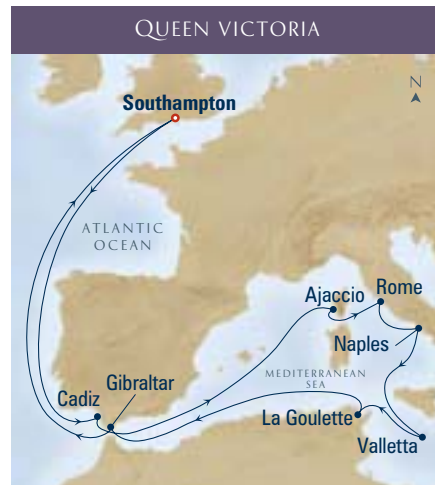 QUEEN VICTORIA
N
Southampton
ATLANTIC
OCEAN
Ajaccio
Rome
Naples
MEDITERRANEAN
SEA
Gibraltar
Cadiz
La Goulette
Valletta